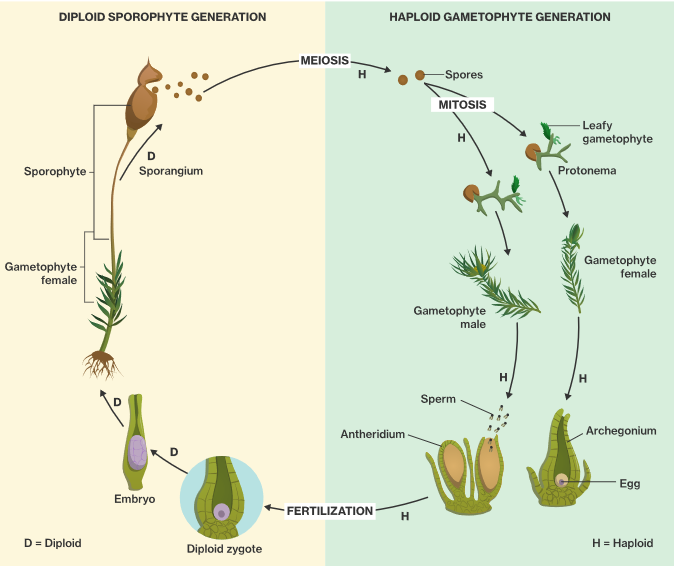 DIPLOID SPOROPHYTE GENERATION
HAPLOID GAMETOPHYTE GENERATION
MEIOSIS
H
Spores
MITOSIS
H
Leafy
gametophyte
Protonema
D
Sporangium
Sporophyte
Gametophyte
female
Gametophyte
female
Gametophyte
male
H
H
Sperm
Antheridium
Archegonium
Egg
D
D
Embryo
Diploid zygote
FERTILIZATION
H
D = Diploid
H = Haploid